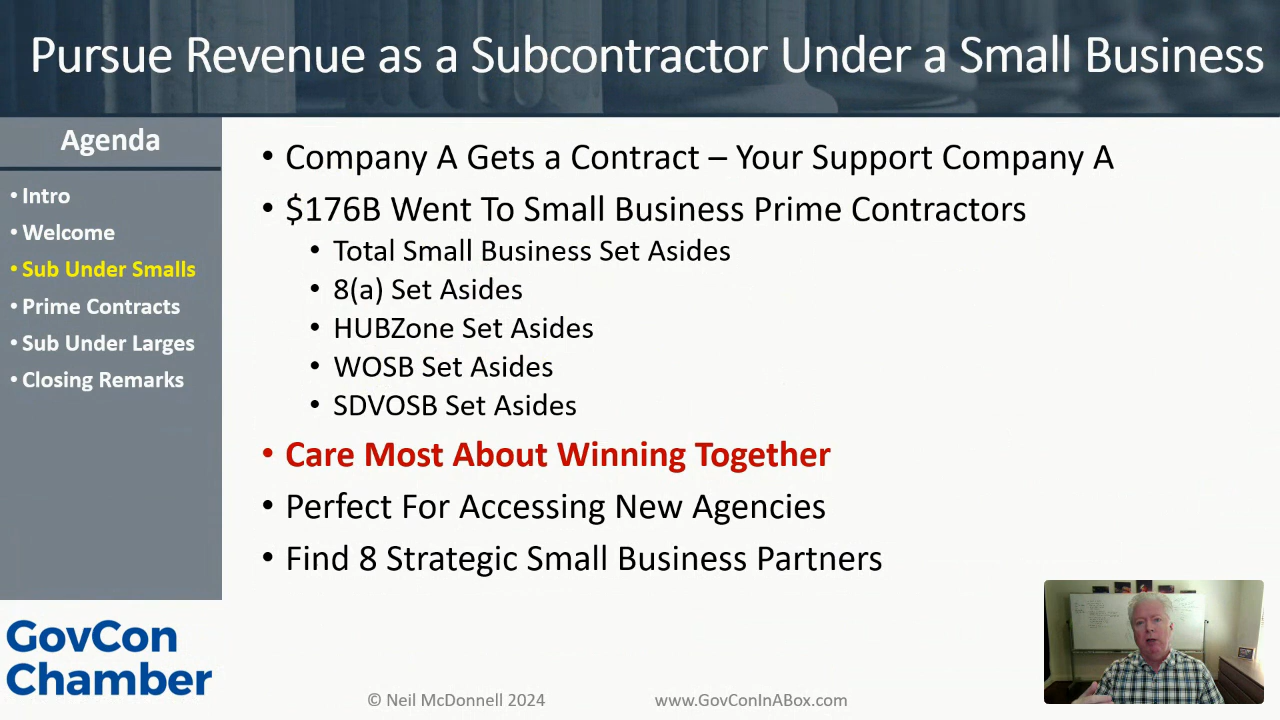 Pursue Revenue as a Subcontractor Under a Small Business
Agenda
• Intro
• Welcome
• Sub Under Smalls
• Prime Contracts
• Sub Under Larges
• Closing Remarks
• Company A Gets a Contract – Your Support Company A
• $176B Went To Small Business Prime Contractors
• Total Small Business Set Asides
• 8(a) Set Asides
• HUBZone Set Asides
• WOSB Set Asides
• SDVOSB Set Asides
• Care Most About Winning Together
• Perfect For Accessing New Agencies
• Find 8 Strategic Small Business Partners
GovCon
Chamber
© Neil McDonnell 2024
www.GovConInABox.com